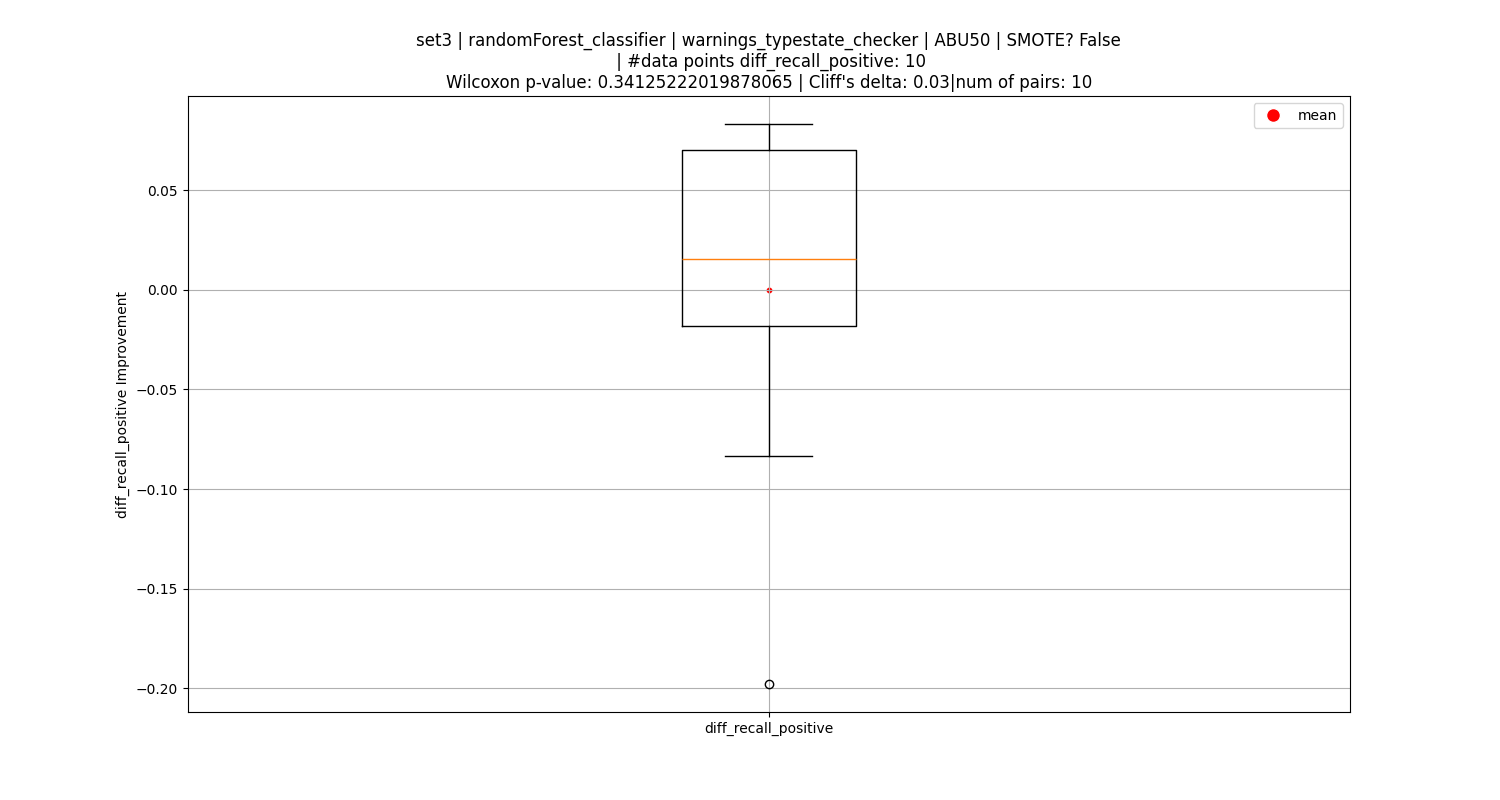 set3 | randomForest_classifier | warnings_typestate_checker | ABU50 | SMOTE? False
| #data points diff_recall_positive: 10
Wilcoxon p-value: 0.34125222019878065 | Cliff's delta: 0.03|num of pairs: 10
mean
0.05
0.00
−0.05
−0.10
−0.15
−0.20
diff_recall_positive Improvement
diff_recall_positive